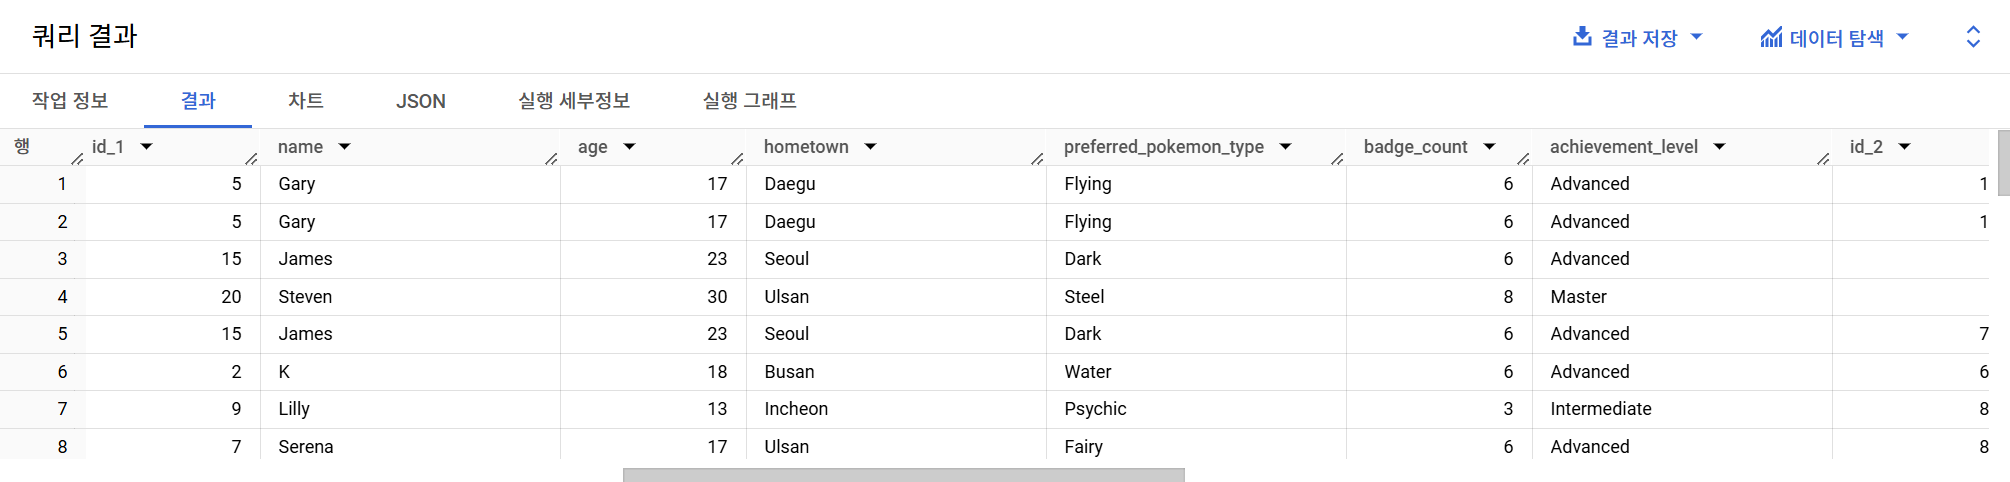 쿼리 결과
결과 저장 데이터 탐색
작업 정보 결과 차트 JSON 실행 세부정보 실행 그래프
행 id_1 name age hometown preferred_pokemon_type badge_count achievement_level id_2
1 5 Gary 17 Daegu Flying 6 Advanced 1
2 5 Gary 17 Daegu Flying 6 Advanced 1
3 15 James 23 Seoul Dark 6 Advanced
4 20 Steven 30 Ulsan Steel 8 Master
5 15 James 23 Seoul Dark 6 Advanced 7
6 2 K 18 Busan Water 6 Advanced 6
7 9 Lilly 13 Incheon Psychic 3 Intermediate 8
8 7 Serena 17 Ulsan Fairy 6 Advanced 8